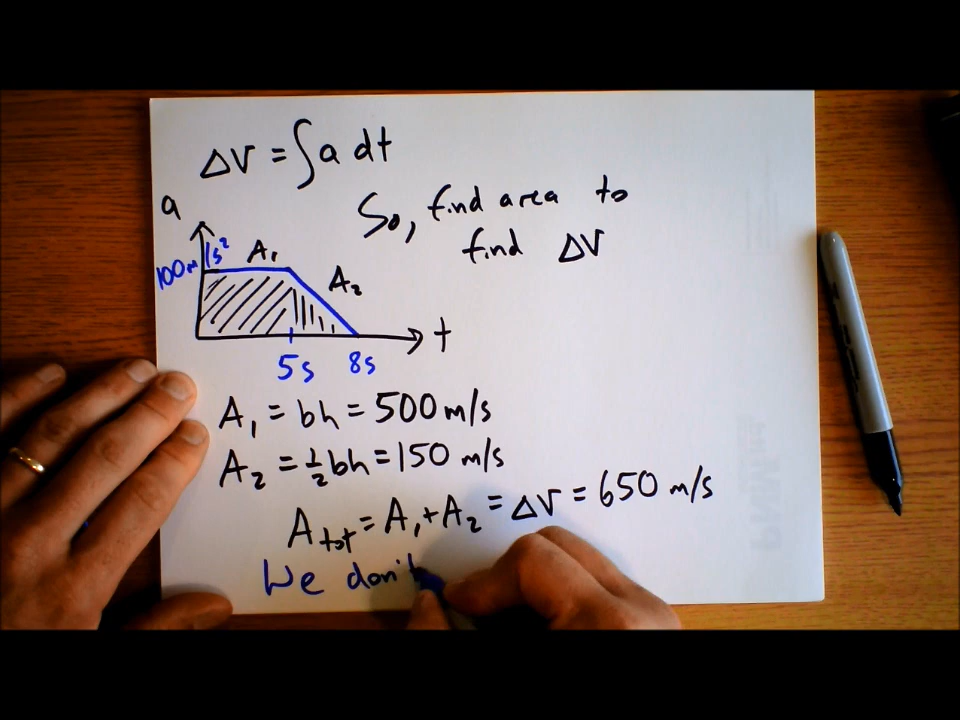 ΔV = ∫a dt
So, find area to
find ΔV
a
100m/s²
A₁
A₂
t
5s 8s
A₁ = bh = 500 m/s
A₂ = ½bh = 150 m/s
A_tot = A₁ + A₂ = ΔV = 650 m/s
We don't